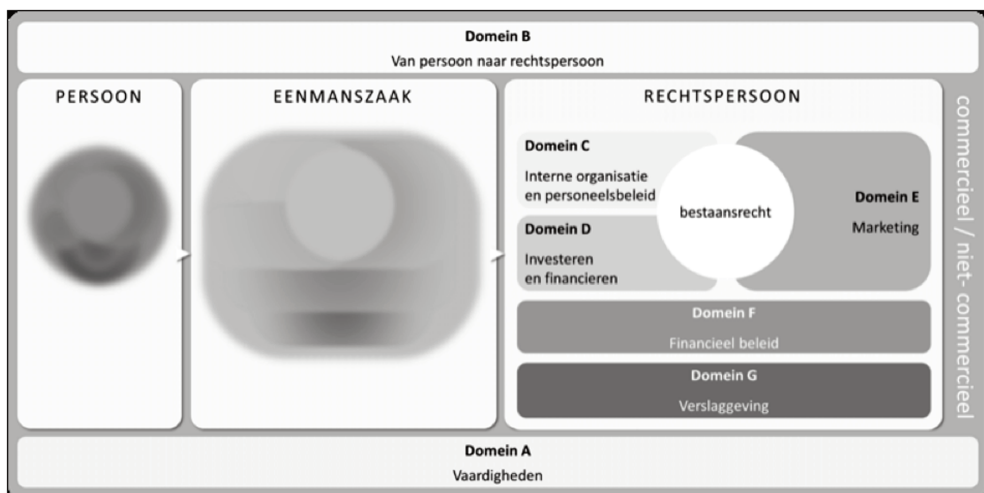 Domein B
Van persoon naar rechtspersoon
PERSOON
EENMANSZAAK
RECHTSPERSOON
Domein C
Interne organisatie
en personeelsbeleid
Domein D
Investeren
en financieren
bestaansrecht
Domein E
Marketing
Domein F
Financieel beleid
Domein G
Verslaggeving
commercieel / niet- commercieel
Domein A
Vaardigheden